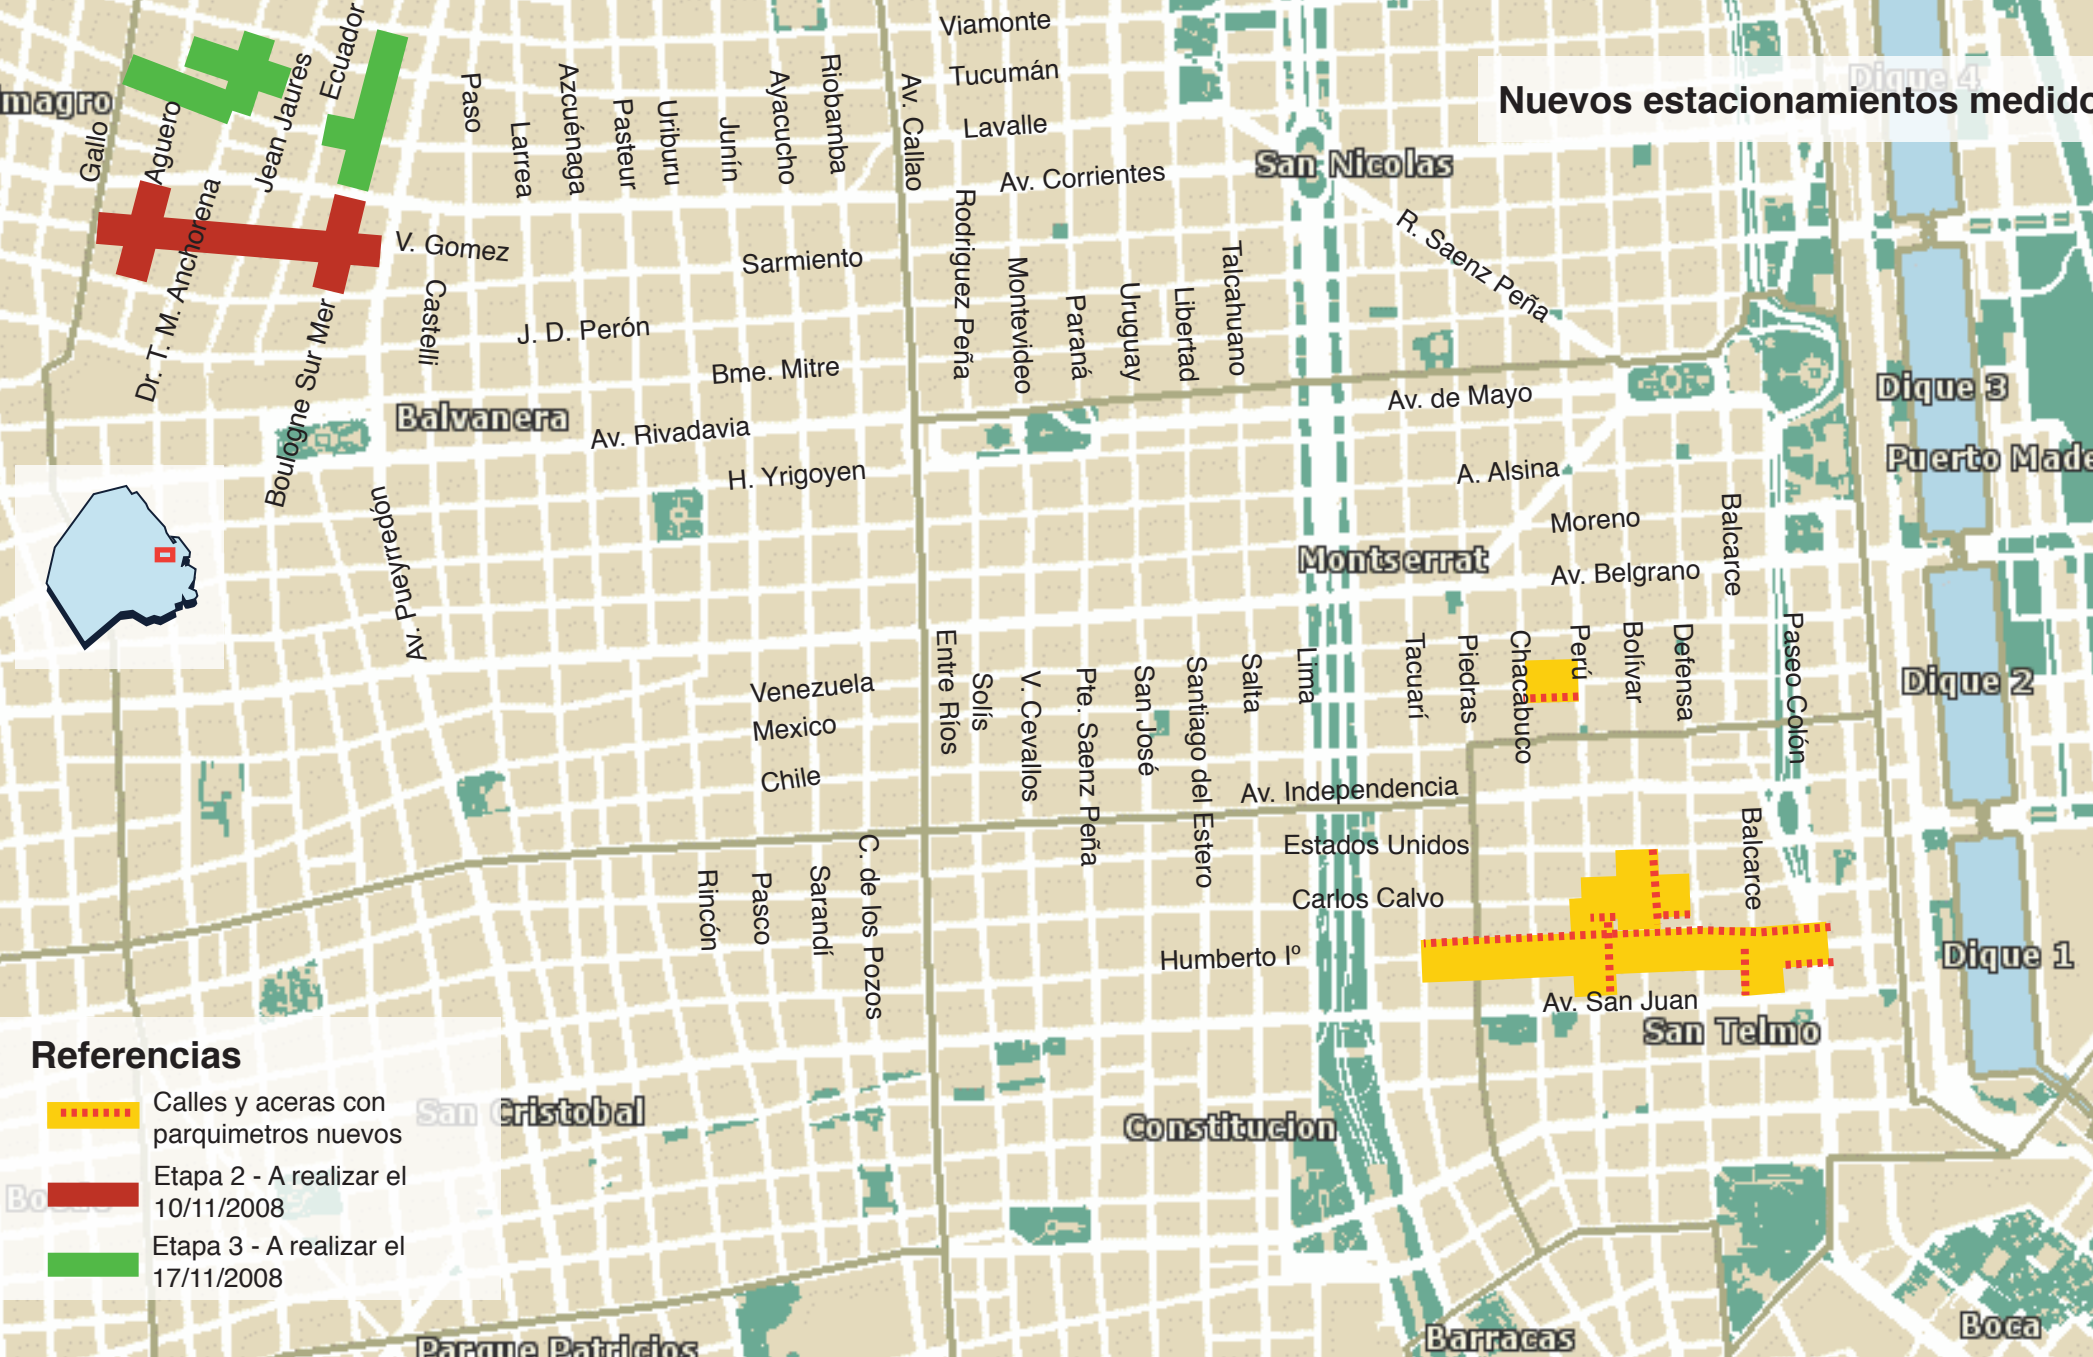 Viamonte
Tucumán
Lavalle
Av. Corrientes
Nuevos estacionamientos medido
Dique 4
San Nicolas
R. Saenz Peña
magro
Gallo
Aguero
Dr. T. M. Anchorena
Jean Jaures
Ecuador
Boulogne Sur Mer
Paso
Larrea
Azcuénaga
Pasteur
Uriburu
Junín
Ayacucho
Riobamba
Av. Callao
V. Gomez
Castelli
Sarmiento
J. D. Perón
Bme. Mitre
Balvanera
Av. Rivadavia
H. Yrigoyen
Av. Pueyrredón
Rodriguez Peña
Montevideo
Paraná
Uruguay
Libertad
Talcahuano
Av. de Mayo
Dique 3
Puerto Made
A. Alsina
Moreno
Montserrat
Av. Belgrano
Balcarce
Venezuela
Mexico
Chile
Entre Ríos
Solís
V. Cevallos
Pte. Saenz Peña
San José
Santiago del Estero
Salta
Lima
Tacuarí
Piedras
Chacabuco
Perú
Bolívar
Defensa
Paseo Colón
Dique 2
Av. Independencia
Estados Unidos
Carlos Calvo
Humberto Iº
Balcarce
Av. San Juan
San Telmo
Dique 1
Rincón
Pasco
Sarandí
C. de los Pozos
Referencias
Calles y aceras con
parquimetros nuevos
Etapa 2 - A realizar el
10/11/2008
Etapa 3 - A realizar el
17/11/2008
San Cristobal
Constitucion
Parque Patricios
Barracas
Boca